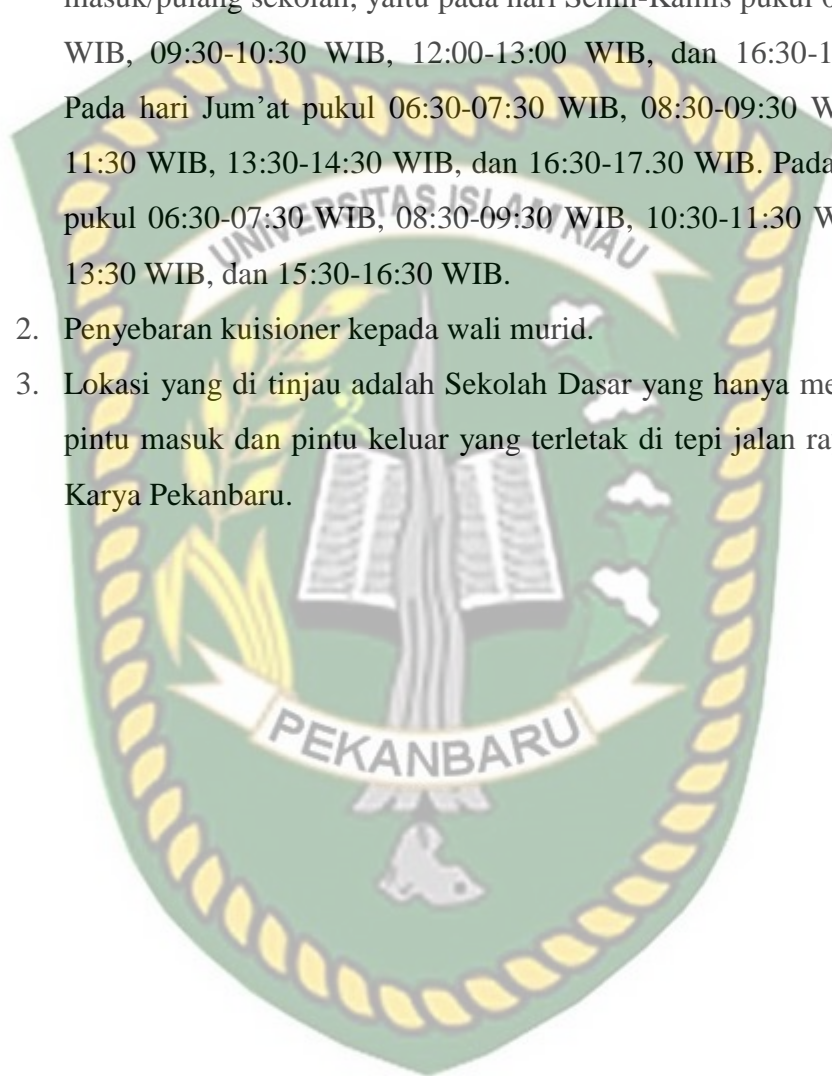 masuk/pulang sekolah, yaitu pada hari Senin-Kamis pukul
WIB, 09:30-10:30 WIB, 12:00-13:00 WIB, dan 16:30-1
Pada hari Jum’at pukul 06:30-07:30 WIB, 08:30-09:30 W
11:30 WIB, 13:30-14:30 WIB, dan 16:30-17.30 WIB. Pada
pukul 06:30-07:30 WIB, 08:30-09:30 WIB, 10:30-11:30 W
13:30 WIB, dan 15:30-16:30 WIB.
2. Penyebaran kuisioner kepada wali murid.
3. Lokasi yang di tinjau adalah Sekolah Dasar yang hanya me
pintu masuk dan pintu keluar yang terletak di tepi jalan ra
Karya Pekanbaru.
UNIVERSITAS ISLAM RIAU
PEKANBARU